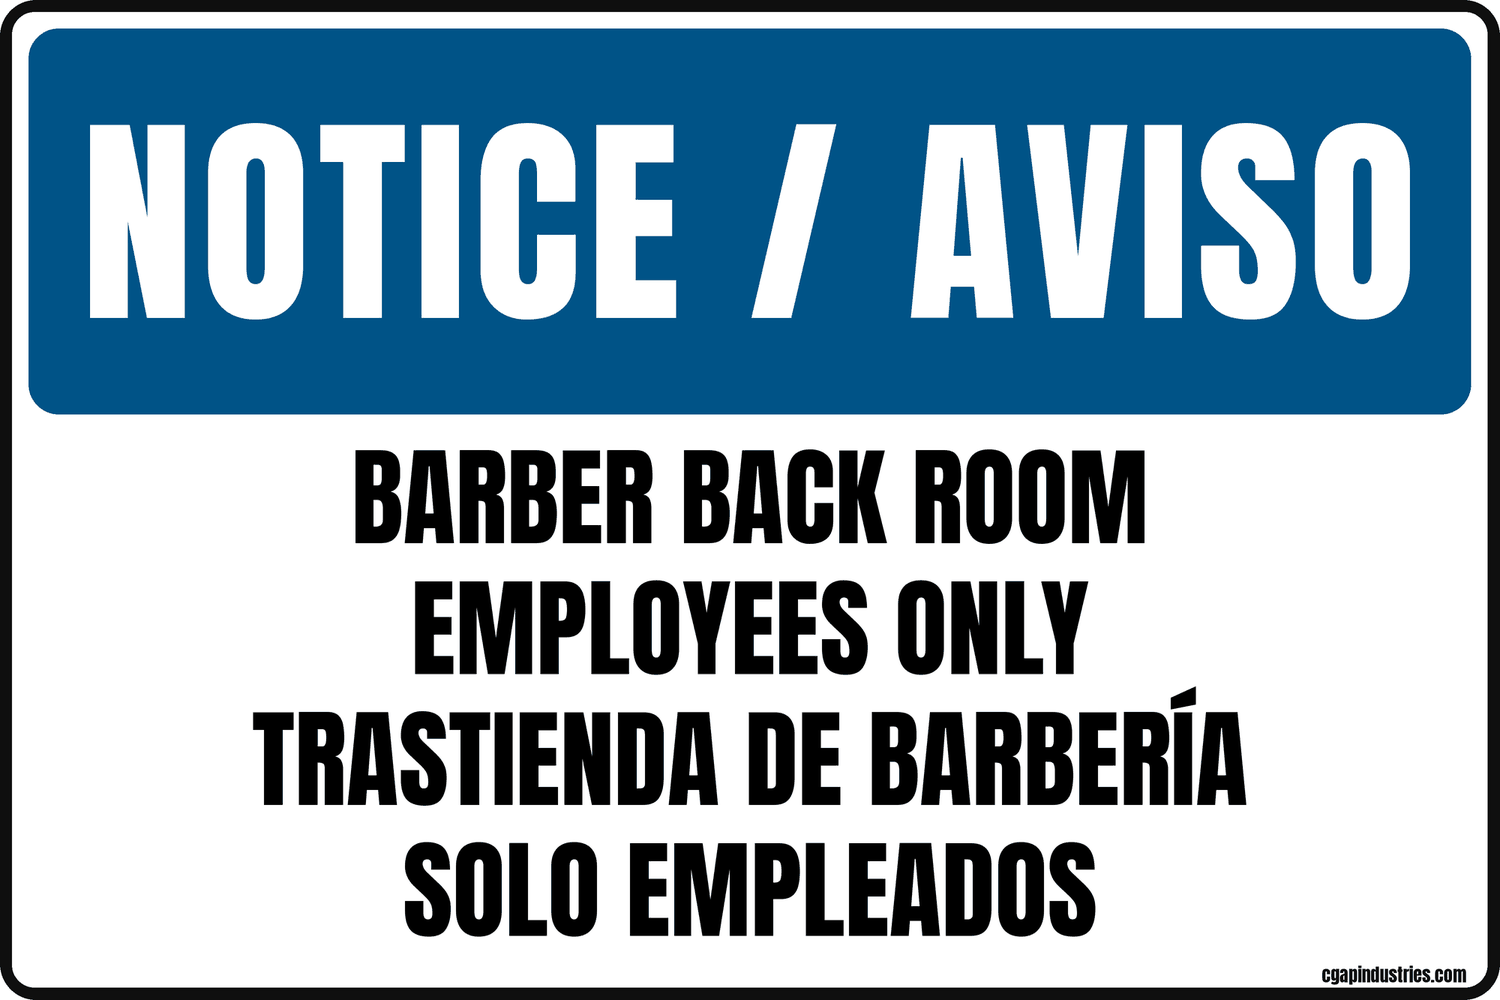 NOTICE / AVISO
BARBER BACK ROOM
EMPLOYEES ONLY
TRASTIENDA DE BARBERÍA
SOLO EMPLEADOS
cgapindustries.com